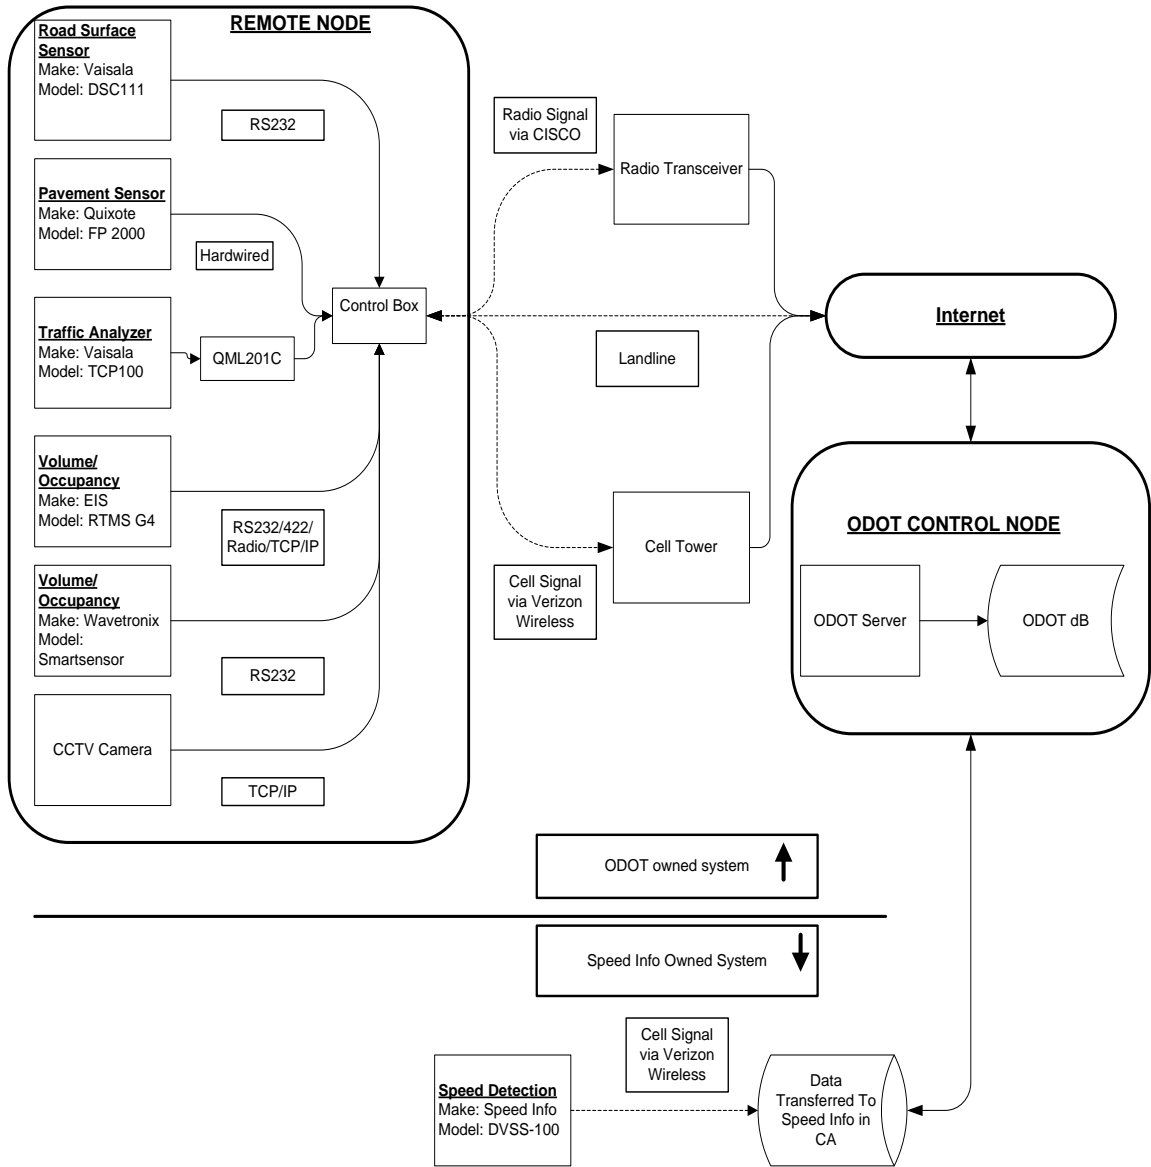 REMOTE NODE
Road Surface
Sensor
Make: Vaisala
Model: DSC111
RS232
Pavement Sensor
Make: Quixote
Model: FP 2000
Hardwired
Traffic Analyzer
Make: Vaisala
Model: TCP100
QML201C
Control Box
Volume/
Occupancy
Make: EIS
Model: RTMS G4
RS232/422/
Radio/TCP/IP
Volume/
Occupancy
Make: Wavetronix
Model:
Smartsensor
RS232
CCTV Camera
TCP/IP
Radio Signal
via CISCO
Radio Transceiver
Landline
Internet
Cell Tower
Cell Signal
via Verizon
Wireless
ODOT CONTROL NODE
ODOT Server
ODOT dB
ODOT owned system
Speed Info Owned System
Cell Signal
via Verizon
Wireless
Speed Detection
Make: Speed Info
Model: DVSS-100
Data
Transferred To
Speed Info in
CA